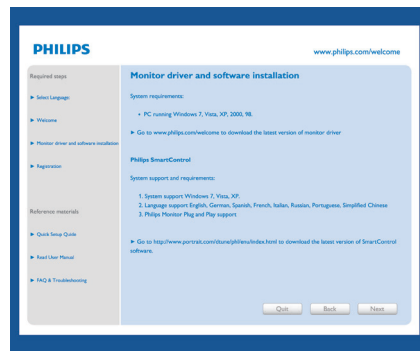 PHILIPS
www.philips.com/welcome
Required steps
Select Language:
Welcome
Monitor driver and software installation
Registration
Reference materials
Quick Setup Quide
Read User Manual
FAQ & Troubleshooting
Monitor driver and software installation
System requirements:
• PC running Windows 7, Vista, XP, 2000, 98.
Go to www.philips.com/welcome to download the latest version of monitor driver
Philips SmartControl
System support and requirements:
1. System support Windows 7, Vista, XP.
2. Language support English, German, Spanish, French, Italian, Russian, Portuguese, Simplified Chinese
3. Philips Monitor Plug and Play support
Go to http://www.portrait.com/dtune/phl/enu/index.html to download the latest version of SmartControl
software.
Quit
Back
Next